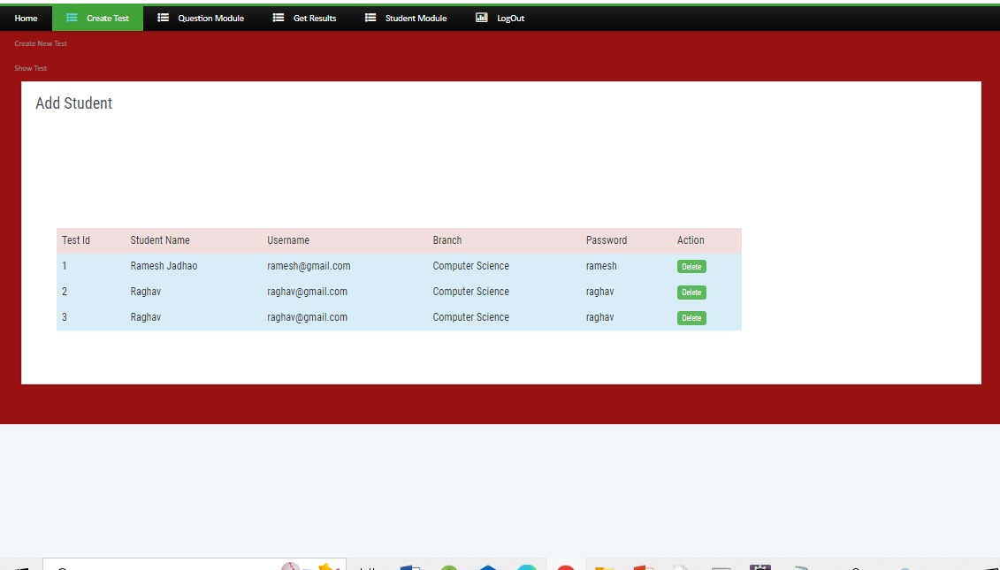 Home Create Test Question Module Get Results Student Module LogOut
Create New Test
Show Test
Add Student
Test Id Student Name Username Branch Password Action
1 Ramesh Jadhao ramesh@gmail.com Computer Science ramesh Delete
2 Raghav raghav@gmail.com Computer Science raghav Delete
3 Raghav raghav@gmail.com Computer Science raghav Delete